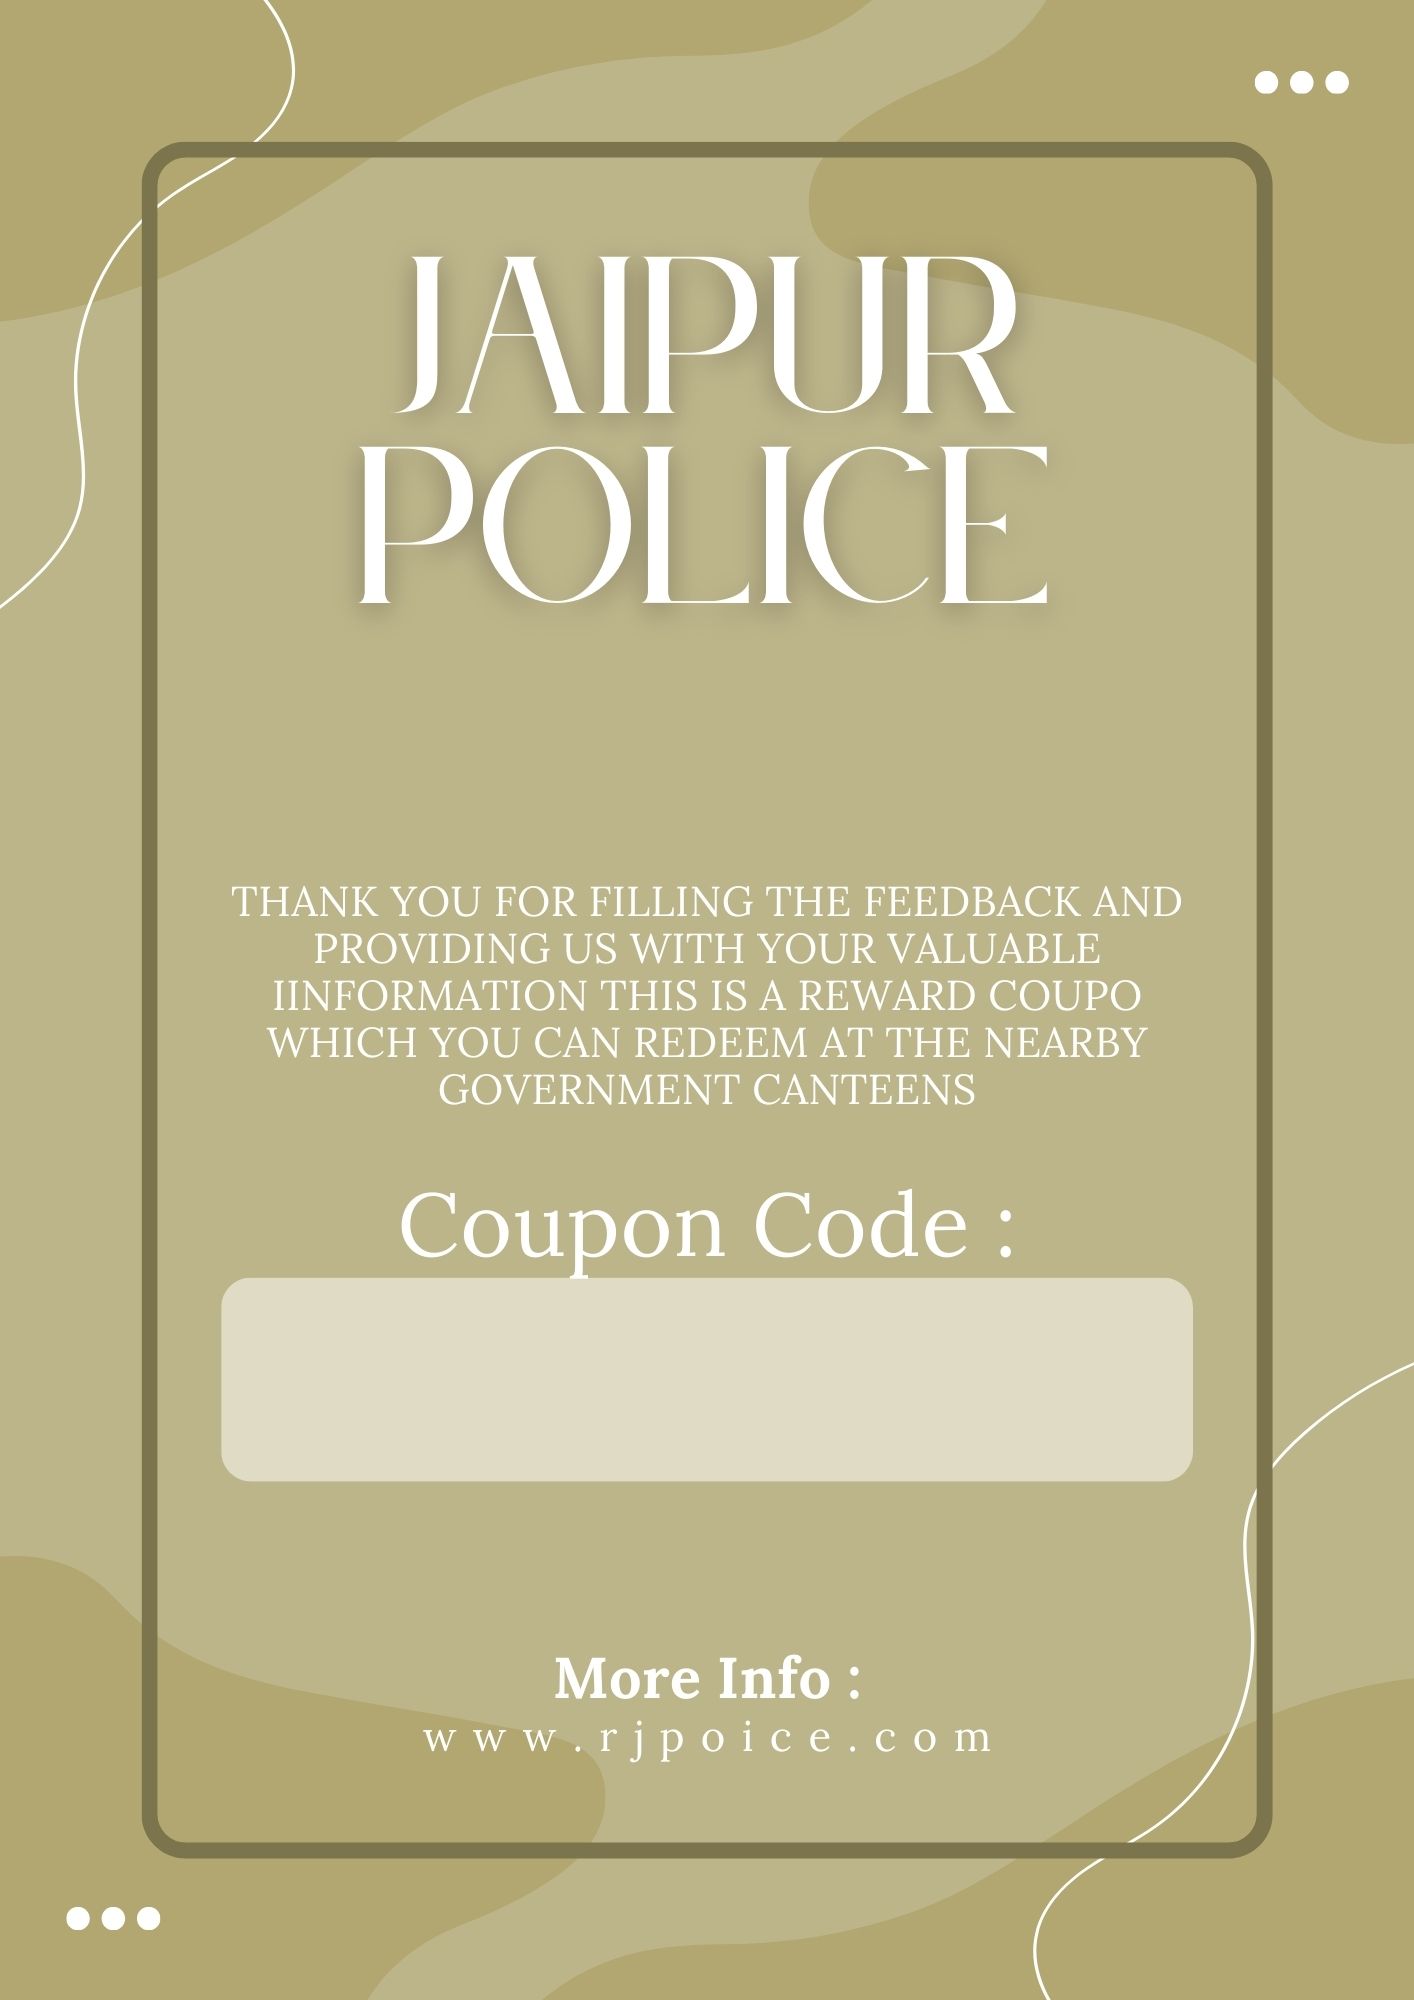 JAIPUR
POLICE
THANK YOU FOR FILLING THE FEEDBACK AND
PROVIDING US WITH YOUR VALUABLE
IINFORMATION THIS IS A REWARD COUPO
WHICH YOU CAN REDEEM AT THE NEARBY
GOVERNMENT CANTEENS
Coupon Code :
More Info :
www.rjpoice.com